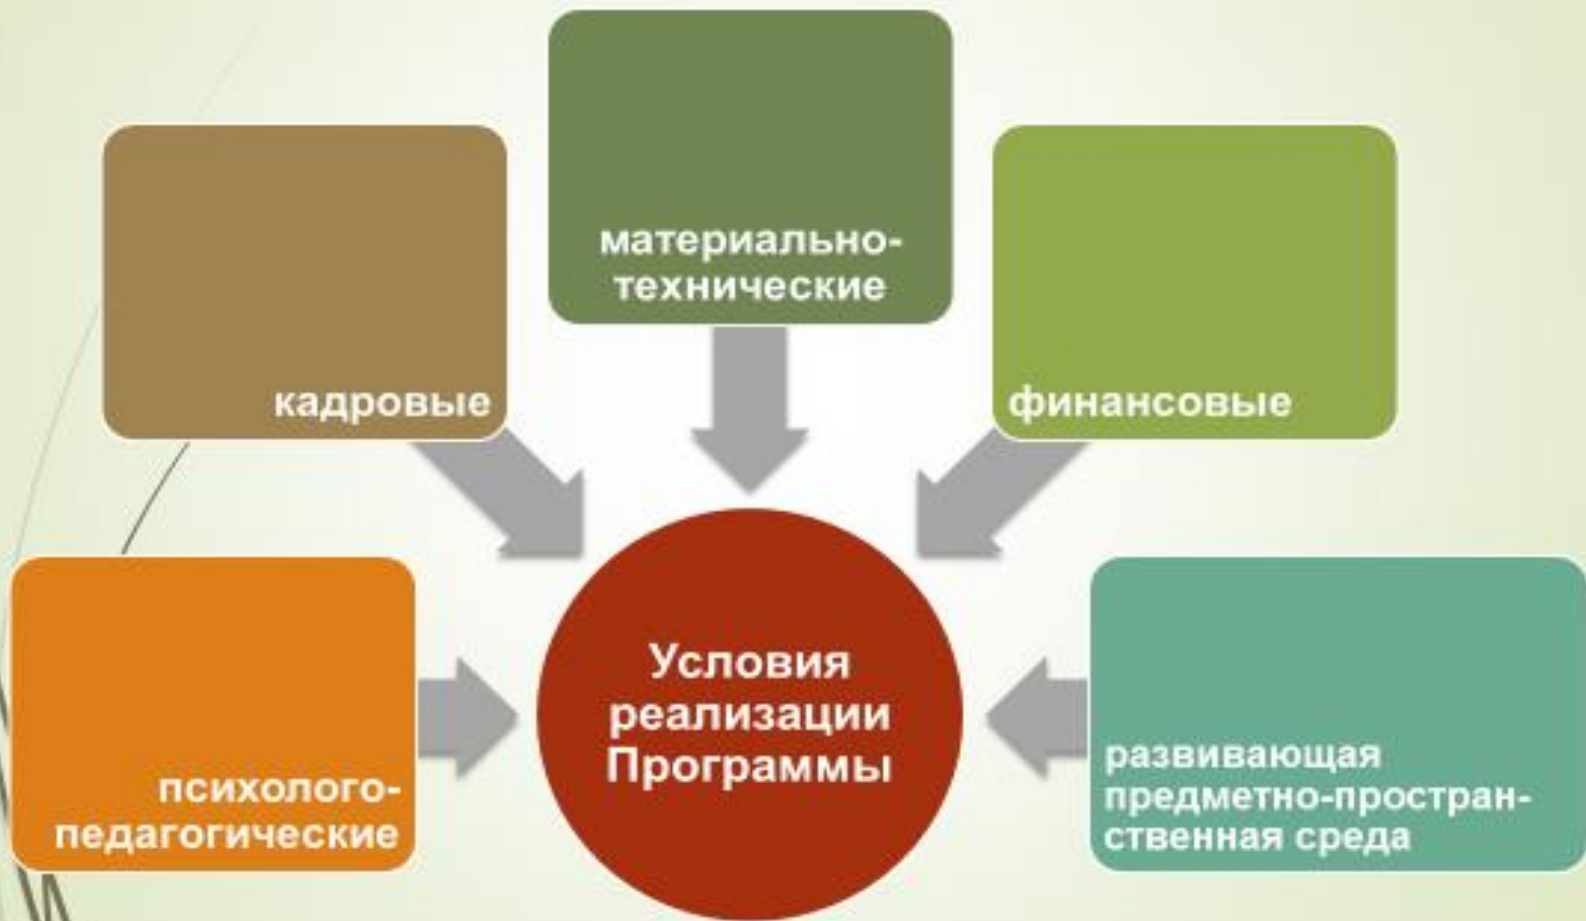 материально-
технические
кадровые
финансовые
Условия
реализации
Программы
психолого-
педагогические
развивающая
предметно-простран-
ственная среда